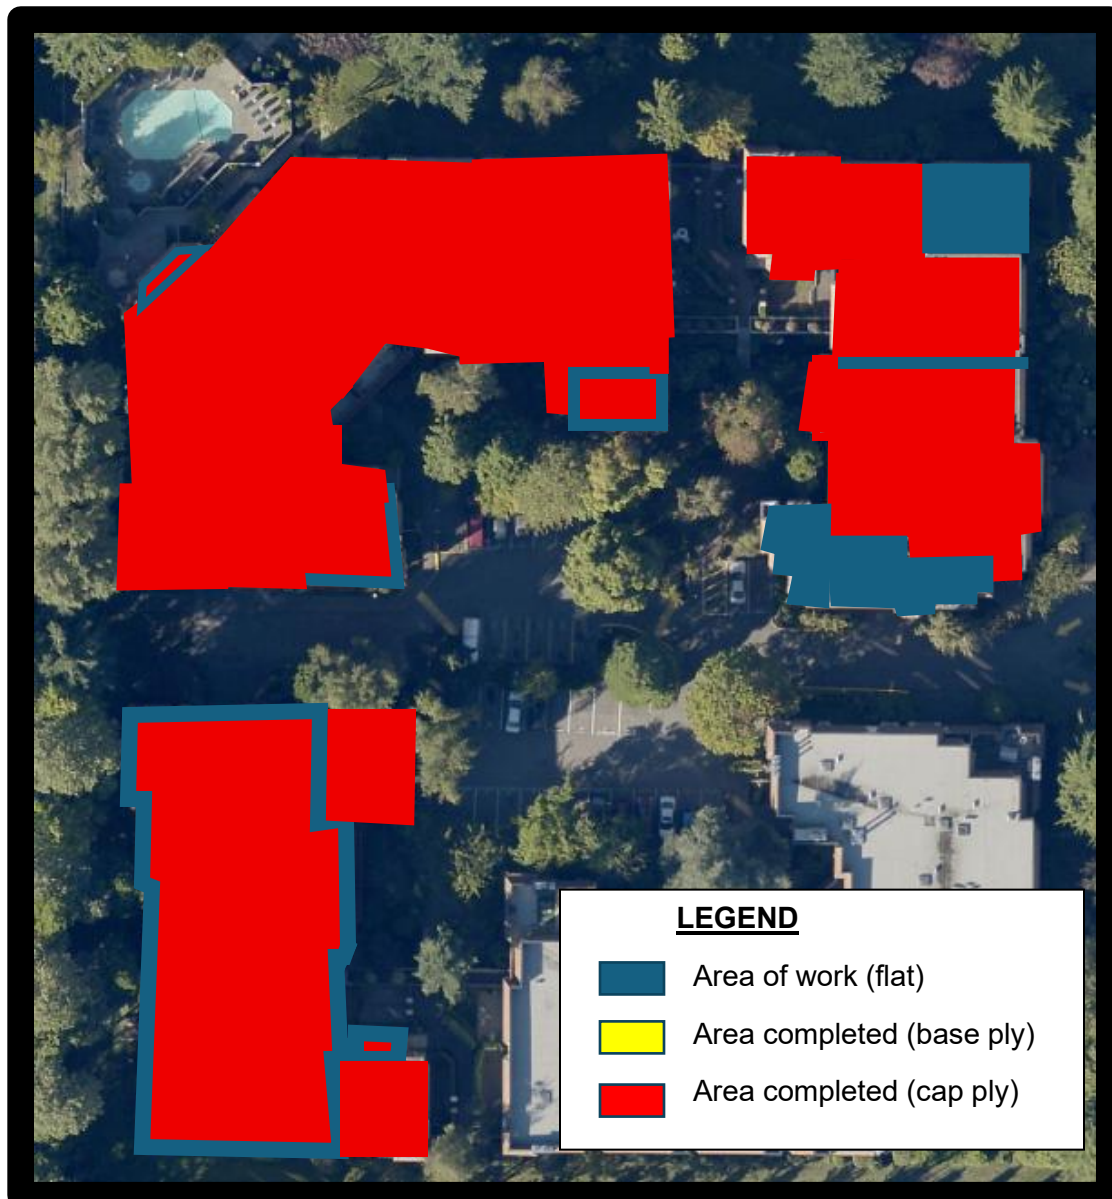 LEGEND
Area of work (flat)
Area completed (base ply)
Area completed (cap ply)